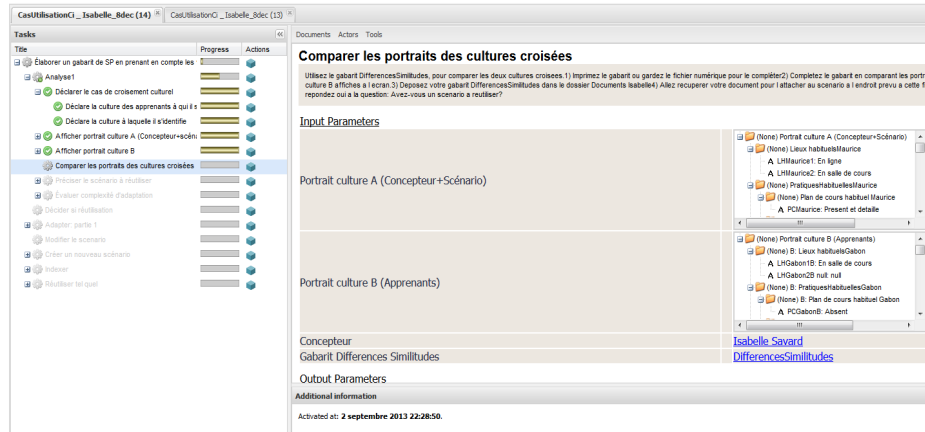 CasUtilisationCi _ Isabelle_8dec (14)
CasUtilisationCi _ Isabelle_8dec (13)
Tasks
Title Progress Actions
Élaborer un gabarit de SP en prenant en compte les
Analyse1
Déclarer le cas de croisement culturel
Déclare la culture des apprenants à qui il s
Déclare la culture à laquelle il s'identifie
Afficher portrait culture A (Concepteur+scén
Afficher portrait culture B
Comparer les portraits des cultures croisées
Préciser le scénario à réutiliser
Évaluer complexité d'adaptation
Décider si réutilisation
Adapter: partie 1
Modifier le scenario
Créer un nouveau scénario
Indexer
Réutiliser tel quel
Documents Actors Tools
Comparer les portraits des cultures croisées
Utilisez le gabarit DifferencesSimilitudes, pour comparer les deux cultures croisees.1) Imprimez le gabarit ou gardez le fichier numérique pour le compléter2) Completez le gabarit en comparant les portr
culture B affiches a l ecran.3) Deposez votre gabarit DifferencesSimilitudes dans le dossier Documents Isabelle4) Allez recuperer votre document pour l attacher au scenario a l endroit prevu a cette fi
repondez oui a la question: Avez-vous un scenario a reutiliser?
Input Parameters
Portrait culture A (Concepteur+Scénario)
(None) Portrait culture A (Concepteur+Scénario)
(None) Lieux habituelsMaurice
A LHMaurice1: En ligne
A LHMaurice2: En salle de cours
(None) PratiquesHabituellesMaurice
(None) Plan de cours habituel Maurice
A PCMaurice: Present et detaille
Portrait culture B (Apprenants)
(None) Portrait culture B (Apprenants)
(None) B: Lieux habituelsGabon
A LHGabon1B: En salle de cours
A LHGabon2B null: null
(None) B: PratiquesHabituellesGabon
(None) B: Plan de cours habituel Gabon
A PCGabonB: Absent
Concepteur Isabelle Savard
Gabarit Differences Similitudes DifferencesSimilitudes
Output Parameters
Additional information
Activated at: 2 septembre 2013 22:28:50.